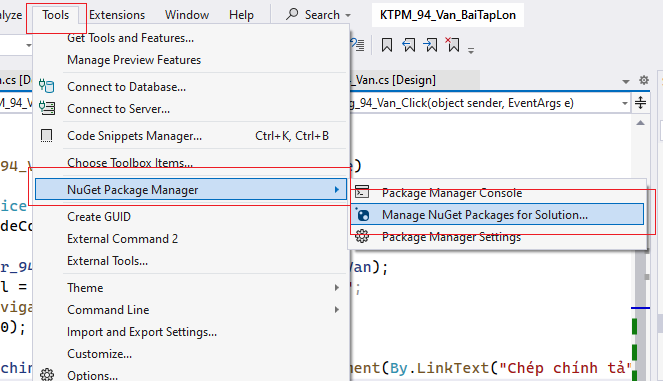 alyze Tools Extensions Window Help Search KTPM_94_Van_BaiTapLon
Get Tools and Features...
Manage Preview Features
n.cs [D Van.cs [Design]
Connect to Database...
M_94_V g_94_Van_Click(object sender, EventArgs e)
Connect to Server...
Code Snippets Manager... Ctrl+K, Ctrl+B
Choose Toolbox Items...
94_V )
NuGet Package Manager
Package Manager Console
ice
Create GUID
Manage NuGet Packages for Solution...
deCo
External Command 2
Package Manager Settings
External Tools...
r_94 Van);
Theme
l = ";
Command Line
viga
Import and Export Settings...
0);
Customize...
chin ment(By.LinkText("Chép chính tả"
Options...